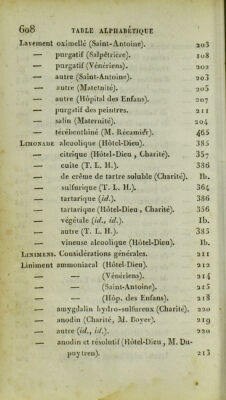 608 TABLE ALPHABÉTIQUE
Lavement oximellé (Saint-Antoine). 203
— purgatif (Salpêtrière). 108
— purgatif (Vénériens). 202
— autre (Saint-Antoine). 203
— autre (Maternité). 205
— autre (Hôpital des Enfans). 207
— purgatif des peintres. 211
— salin (Maternité). 204
— térébenthiné (M. Récamier). 465
LIMONADE alcoolique (Hôtel-Dieu). 385
— citrique (Hôtel-Dieu, Charité). 357
— cuite (T. L. H.). 386
— de crême de tartre soluble (Charité). Ib.
— sulfurique (T. L. H.). 364
— tartarique (id.). 386
— tartarique (Hôtel-Dieu, Charité). 356
— végétale (id., id.). Ib.
— autre (T. L. H.). 385
— vineuse alcoolique (Hôtel-Dieu). Ib.
LINIMENS. Considérations générales. 211
Liniment ammoniacal (Hôtel-Dieu). 212
— — (Vénériens). 214
— — (Saint-Antoine). 215
— — (Hôp. des Enfans). 218
— amygdalin hydro-sulfureux (Charité). 220
— anodin (Charité, M. Boyer). 219
— autre (id., id.). 220
— anodin et résolutif (Hôtel-Dieu, M. Du-
puytren). 213